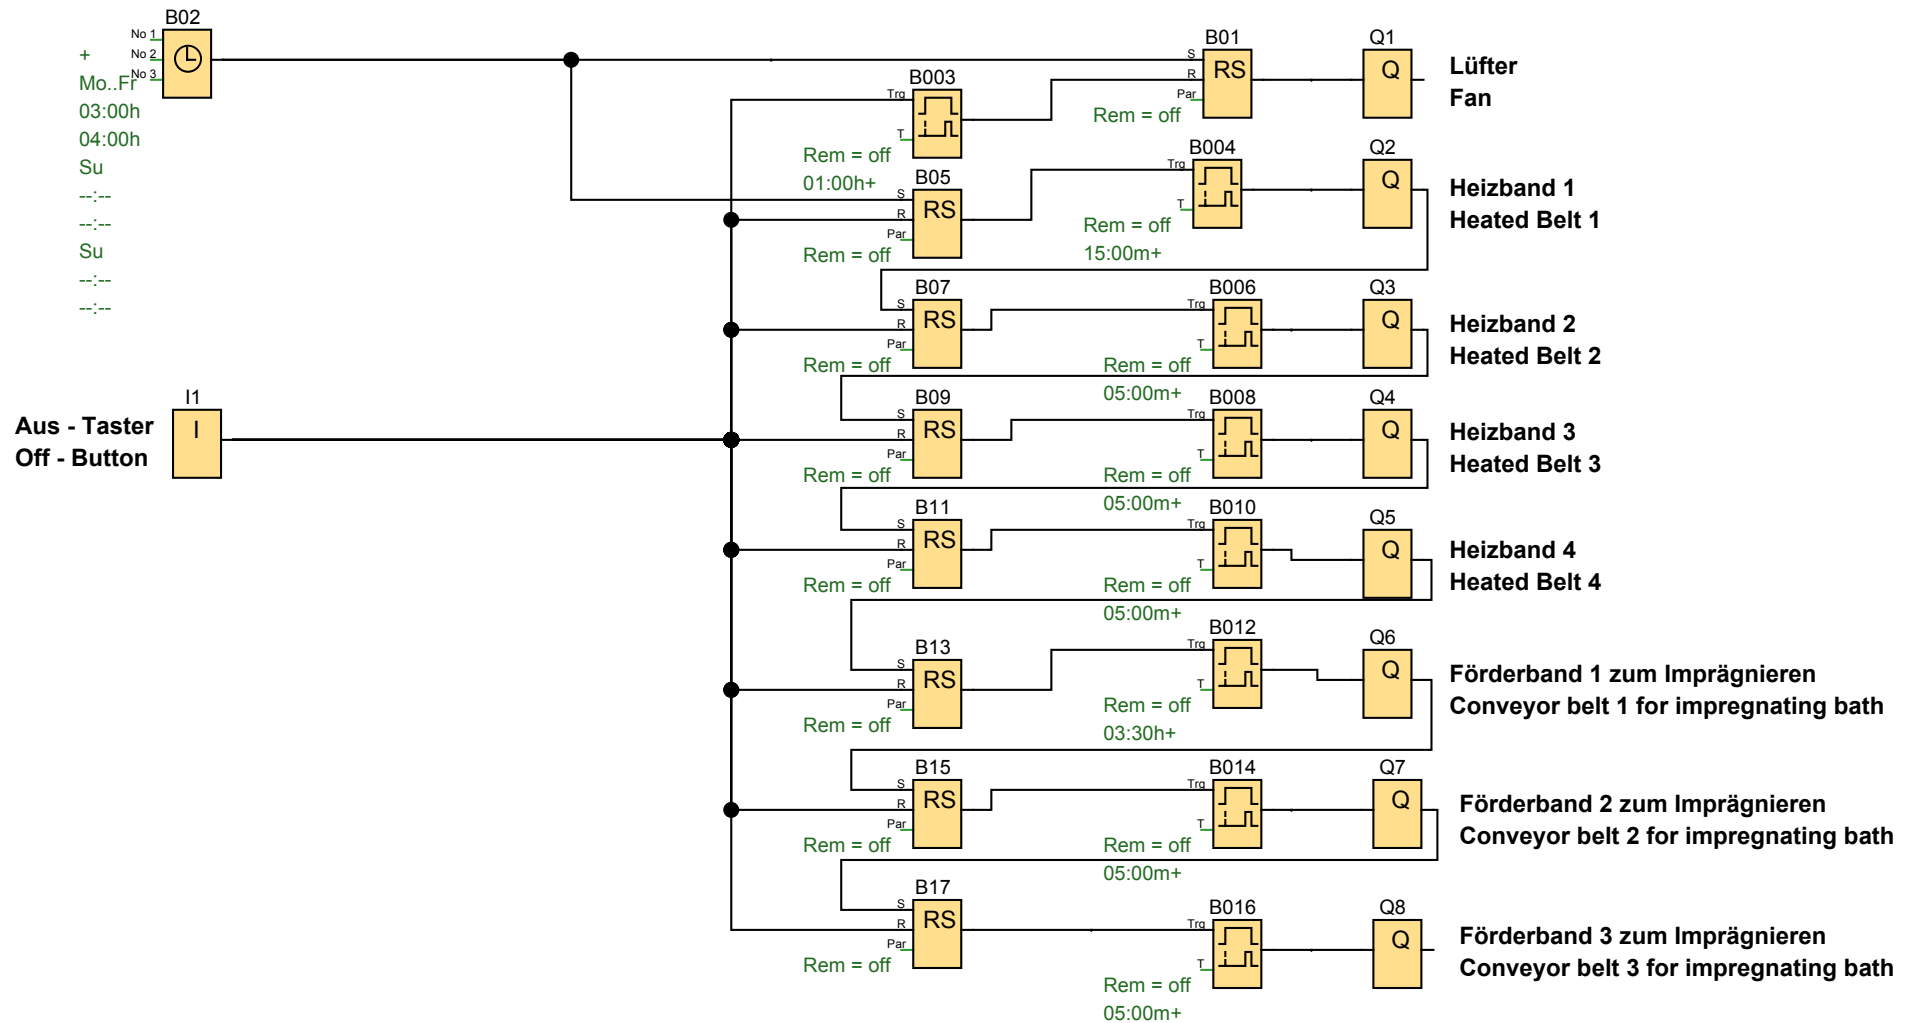 B02
No 1
No 2
No 3
+
Mo..Fr
03:00h
04:00h
Su
--:--
--:--
Su
--:--
--:--
I1
I
Aus - Taster
Off - Button
B003
Trg
T
Rem = off
01:00h+
B01
S
R
Par
RS
Rem = off
Q1
Q
Lüfter
Fan
B05
S
R
Par
RS
Rem = off
B004
Trg
T
Rem = off
15:00m+
Q2
Q
Heizband 1
Heated Belt 1
B07
S
R
Par
RS
Rem = off
B006
Trg
T
Rem = off
05:00m+
Q3
Q
Heizband 2
Heated Belt 2
B09
S
R
Par
RS
Rem = off
B008
Trg
T
Rem = off
05:00m+
Q4
Q
Heizband 3
Heated Belt 3
B11
S
R
Par
RS
Rem = off
B010
Trg
T
Rem = off
05:00m+
Q5
Q
Heizband 4
Heated Belt 4
B13
S
R
Par
RS
Rem = off
B012
Trg
T
Rem = off
03:30h+
Q6
Q
Förderband 1 zum Imprägnieren
Conveyor belt 1 for impregnating bath
B15
S
R
Par
RS
Rem = off
B014
Trg
T
Rem = off
05:00m+
Q7
Q
Förderband 2 zum Imprägnieren
Conveyor belt 2 for impregnating bath
B17
S
R
Par
RS
Rem = off
B016
Trg
T
Rem = off
05:00m+
Q8
Q
Förderband 3 zum Imprägnieren
Conveyor belt 3 for impregnating bath